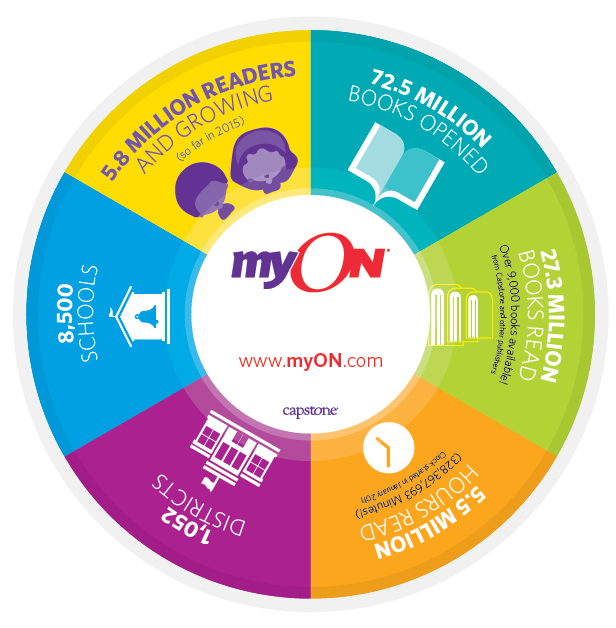 5.8 MILLION READERS
AND GROWING
(so far in 2015)
72.5 MILLION
BOOKS OPENED
27.3 MILLION
BOOKS READ
Over 9,000 books available!
from Capstone and other publishers
5.5 MILLION
HOURS READ
(328,367,693 Minutes!)
Clock started in January 2011
1,052
DISTRICTS
8,500
SCHOOLS
myON®
www.myON.com
capstone®